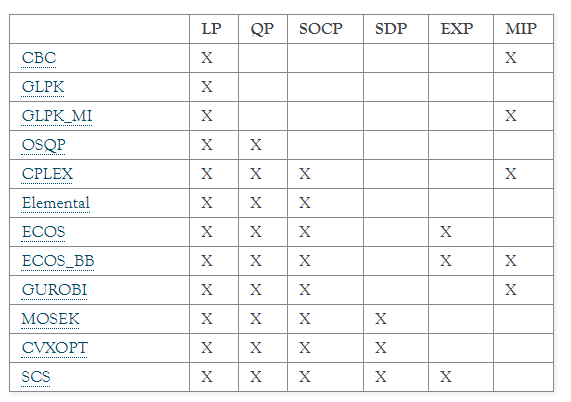 LP QP SOCP SDP EXP MIP
CBC X X
GLPK X
GLPK_MI X X
OSQP X X
CPLEX X X X X
Elemental X X X
ECOS X X X X
ECOS_BB X X X X X
GUROBI X X X X
MOSEK X X X X
CVXOPT X X X X
SCS X X X X X